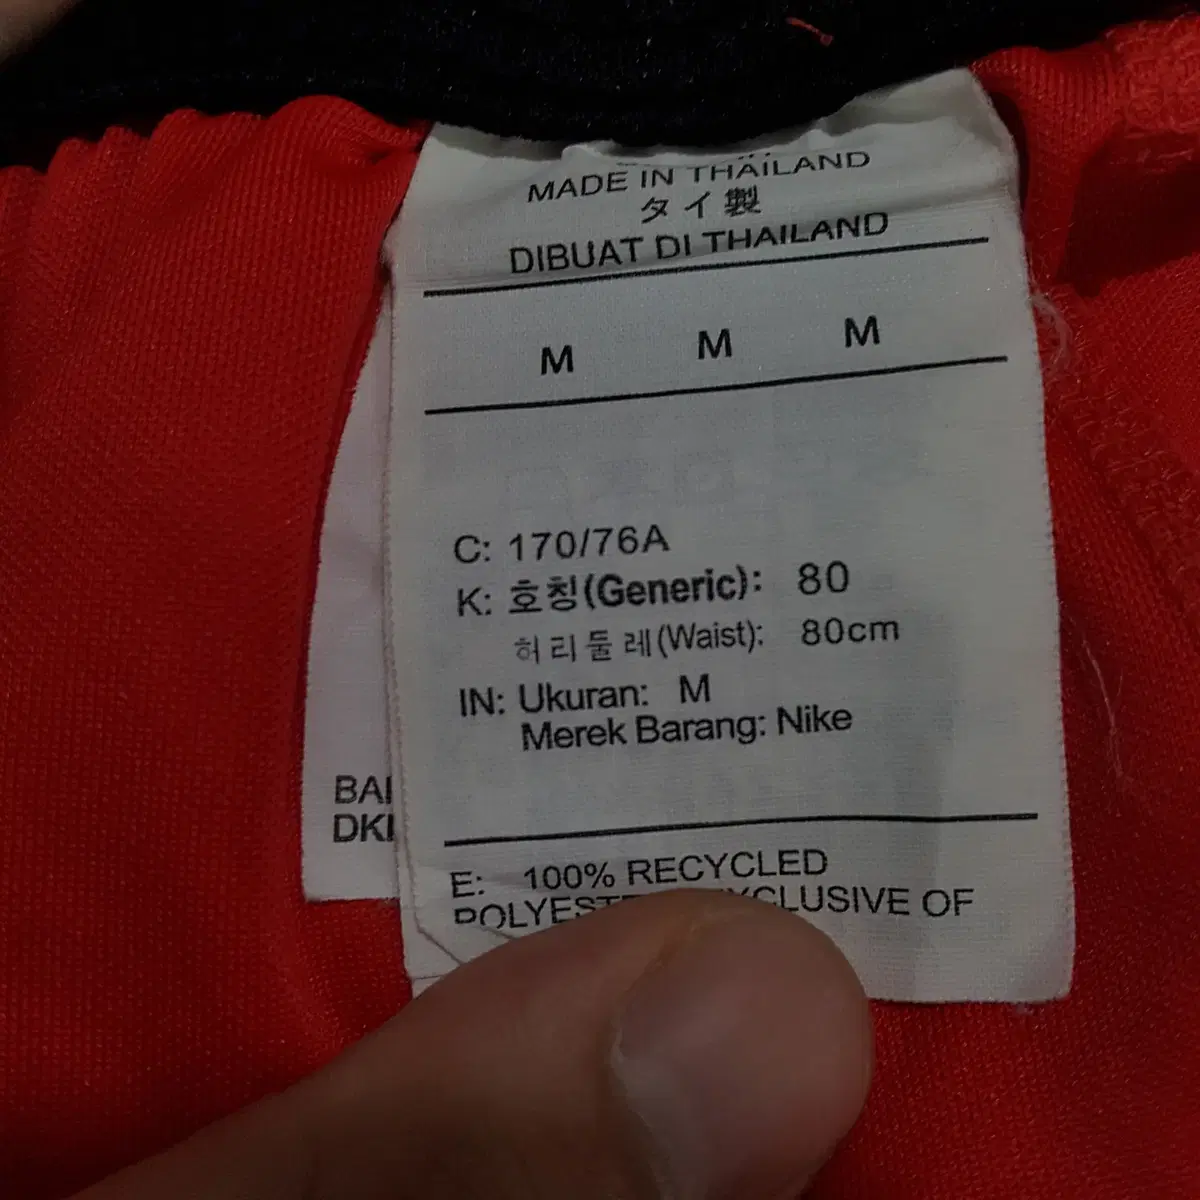 MADE IN THAILAND
タイ製
DIBUAT DI THAILAND
M M M
C: 170/76A
K: 호칭(Generic): 80
허리둘레(Waist): 80cm
IN: Ukuran: M
Merek Barang: Nike
E: 100% RECYCLED
OF